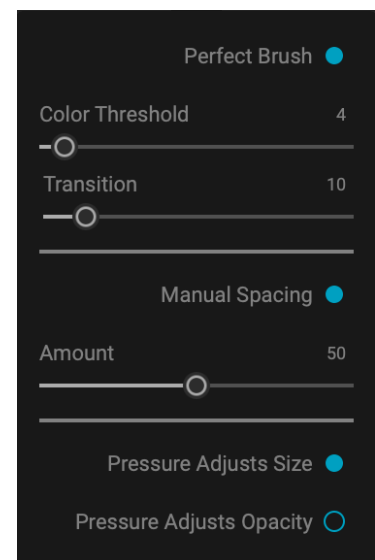 Perfect Brush
Color Threshold 4
Transition 10
Manual Spacing
Amount 50
Pressure Adjusts Size
Pressure Adjusts Opacity